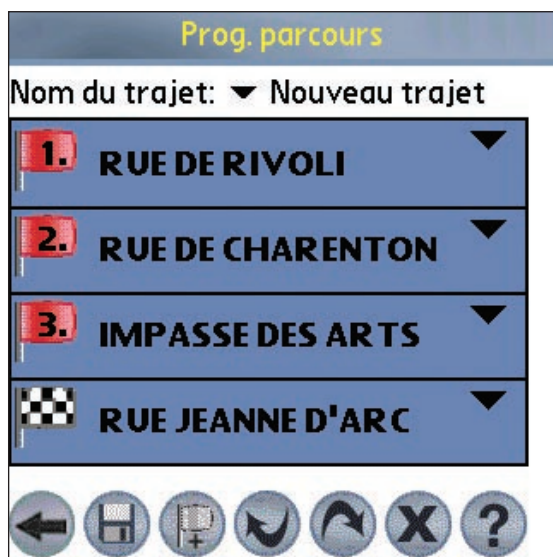 Prog. parcours
Nom du trajet: Nouveau trajet
1. RUE DE RIVOLI
2. RUE DE CHARENTON
3. IMPASSE DES ARTS
RUE JEANNE D'ARC
X ?